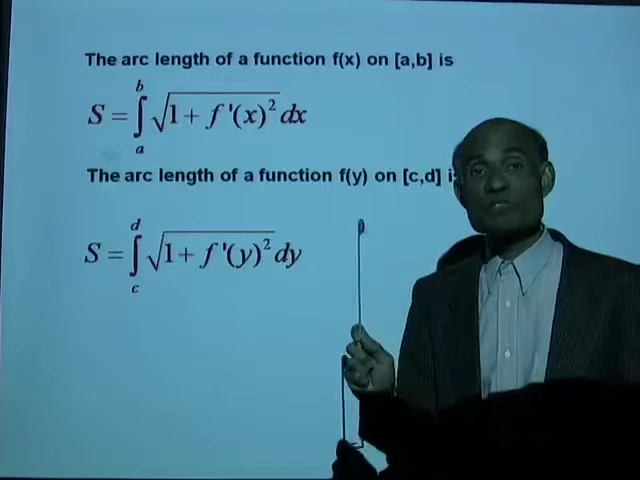 The arc length of a function f(x) on [a,b] is
S = ∫_a^b √(1 + f '(x)²) dx
The arc length of a function f(y) on [c,d] is
S = ∫_c^d √(1 + f '(y)²) dy